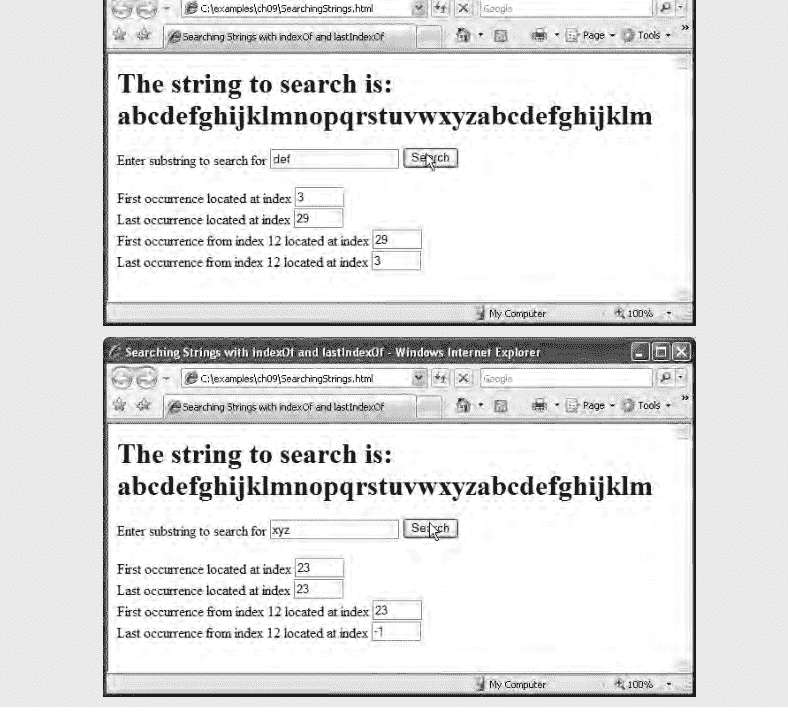 C:\examples\ch09\SearchingStrings.html
Google
Searching Strings with indexOf and lastIndexOf
Page
Tools
»
The string to search is:
abcdefghijklmnopqrstuvwxyzabcdefghijklm
Enter substring to search for def Search
First occurrence located at index 3
Last occurrence located at index 29
First occurrence from index 12 located at index 29
Last occurrence from index 12 located at index 3
My Computer
100%
Searching Strings with indexOf and lastIndexOf - Windows Internet Explorer
C:\examples\ch09\SearchingStrings.html
Google
Searching Strings with indexOf and lastIndexOf
Page
Tools
»
The string to search is:
abcdefghijklmnopqrstuvwxyzabcdefghijklm
Enter substring to search for xyz Search
First occurrence located at index 23
Last occurrence located at index 23
First occurrence from index 12 located at index 23
Last occurrence from index 12 located at index -1
My Computer
100%